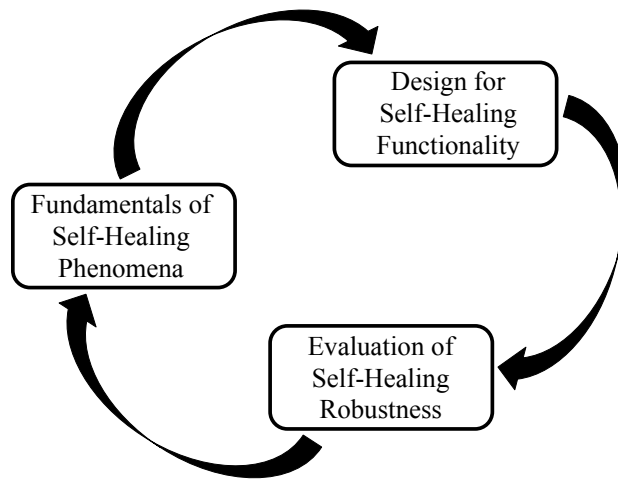 Design for
Self-Healing
Functionality
Fundamentals of
Self-Healing
Phenomena
Evaluation of
Self-Healing
Robustness